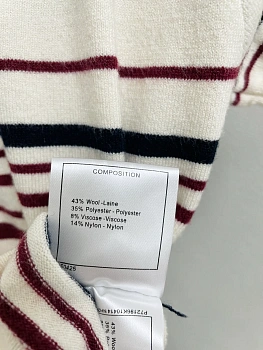 COMPOSITION
43% Wool -Laine
35% Polyester - Polyester
8% Viscose -Viscose
14% Nylon - Nylon